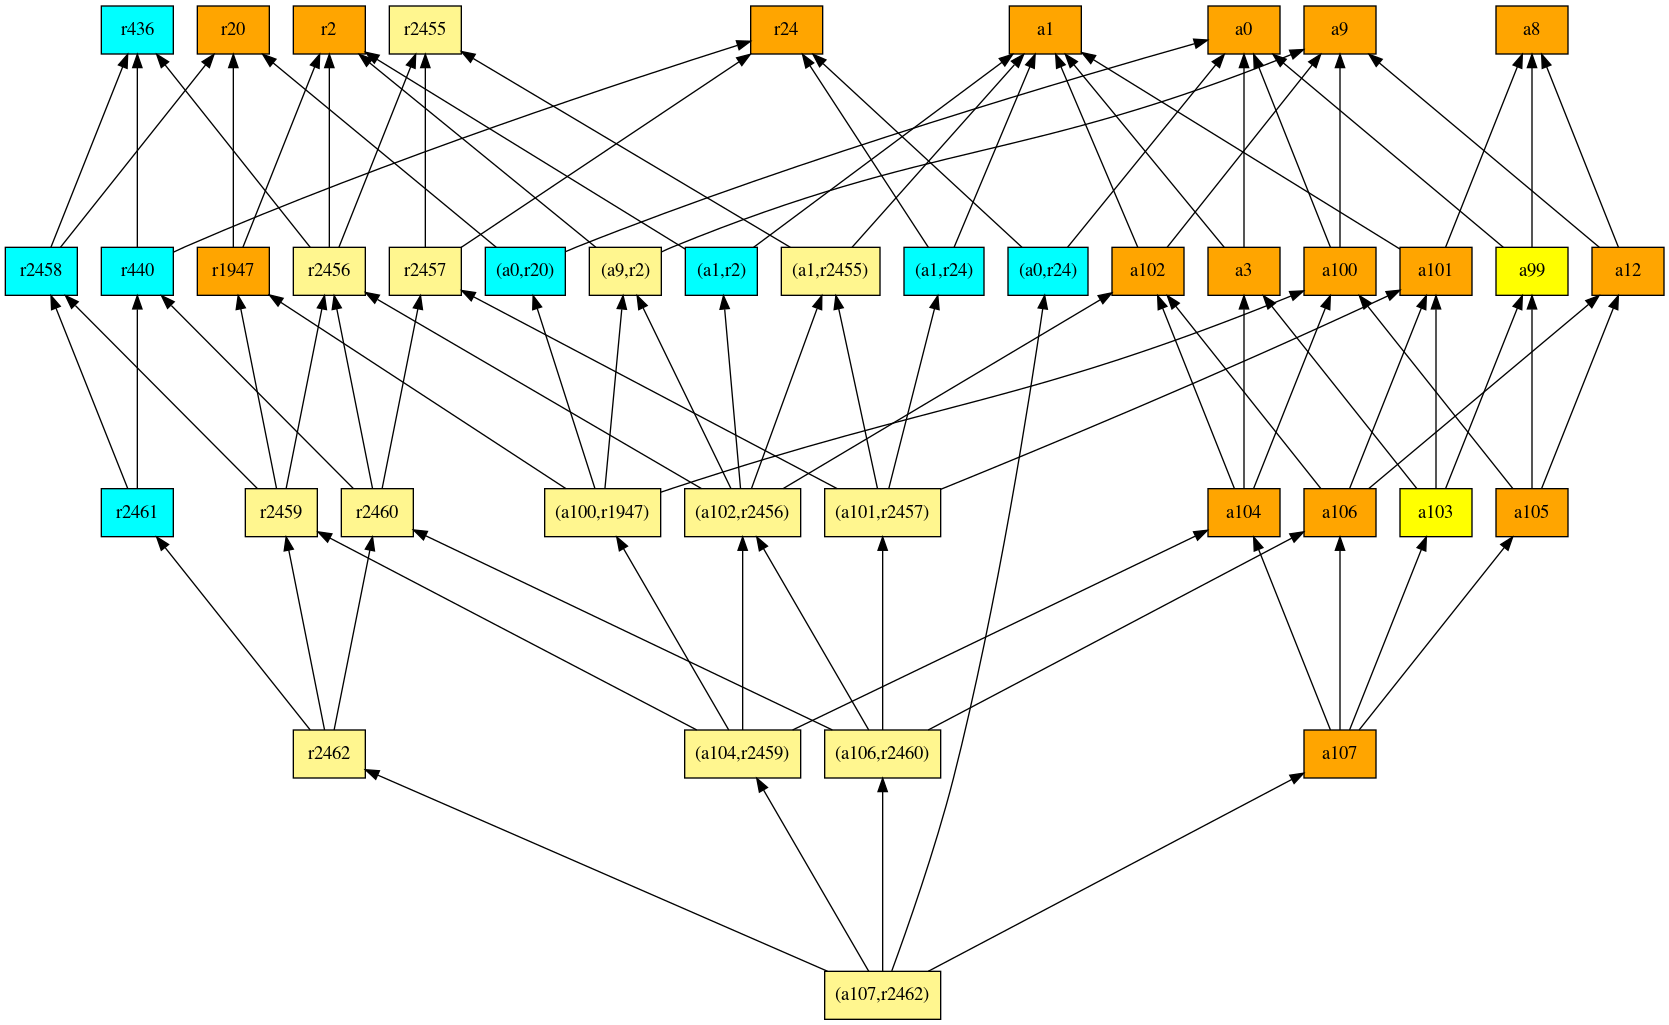 r436
r20
r2
r2455
r24
a1
a0
a9
a8
r2458
r440
r1947
r2456
r2457
(a0,r20)
(a9,r2)
(a1,r2)
(a1,r2455)
(a1,r24)
(a0,r24)
a102
a3
a100
a101
a99
a12
r2461
r2459
r2460
(a100,r1947)
(a102,r2456)
(a101,r2457)
a104
a106
a103
a105
r2462
(a104,r2459)
(a106,r2460)
a107
(a107,r2462)